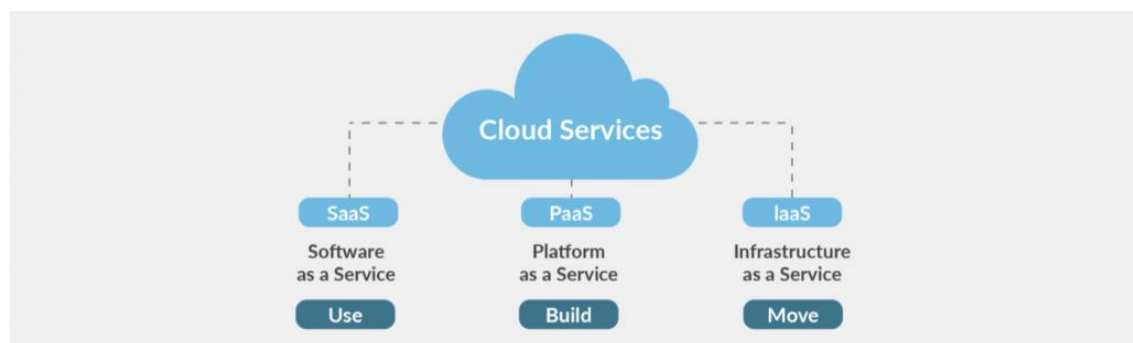 Cloud Services
SaaS
Software
as a Service
Use
PaaS
Platform
as a Service
Build
IaaS
Infrastructure
as a Service
Move